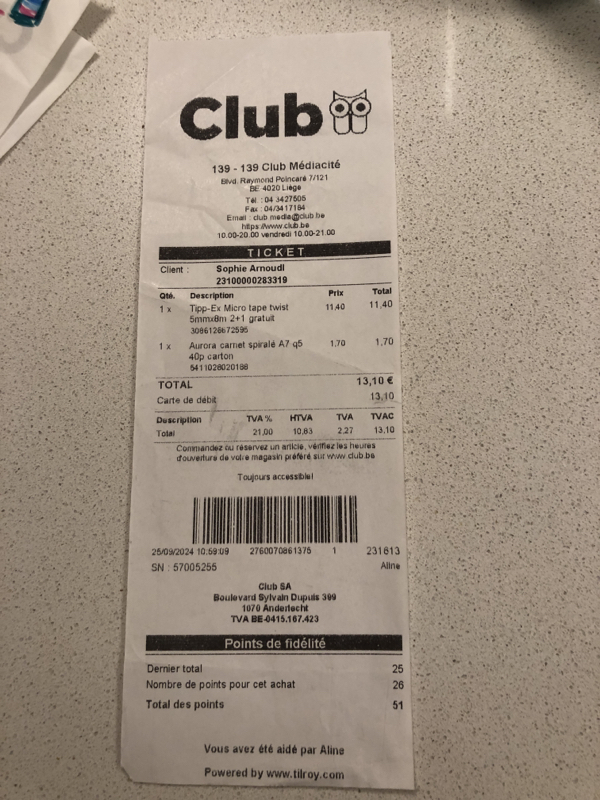 Club
139 - 139 Club Médiacité
Blvd. Raymond Poincaré 7/121
BE 4020 Liège
Tél : 04 3427505
Fax : 04/3417184
Email : club.media@club.be
https://www.club.be
10.00-20.00 vendredi 10.00-21.00
TICKET
Client : Sophie Arnoudl
23100000283319
Qté. Description Prix Total
1 x Tipp-Ex Micro tape twist 11,40 11,40
5mmx8m 2+1 gratuit
3086126672595
1 x Aurora carnet spiralé A7 q5 1,70 1,70
40p carton
5411028020188
TOTAL 13,10 €
Carte de débit 13,10
Description TVA % HTVA TVA TVAC
Total 21,00 10,83 2,27 13,10
Commandez ou réservez un article, vérifiez les heures
d'ouverture de votre magasin préféré sur www.club.be
Toujours accessible!
25/09/2024 10:59:09 2760070861375 1 231613
SN : 57005255 Aline
Club SA
Boulevard Sylvain Dupuis 399
1070 Anderlecht
TVA BE-0415.167.423
Points de fidélité
Dernier total 25
Nombre de points pour cet achat 26
Total des points 51
Vous avez été aidé par Aline
Powered by www.tilroy.com